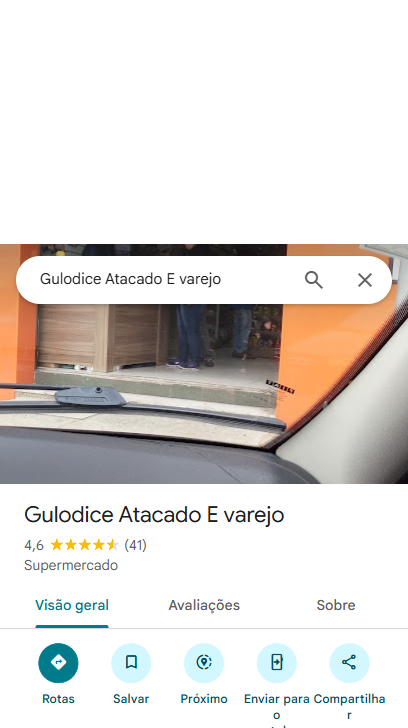 Gulodice Atacado E varejo
Gulodice Atacado E varejo
4,6 (41)
Supermercado
Visão geral Avaliações Sobre
Rotas Salvar Próximo Enviar para o Compartilhar